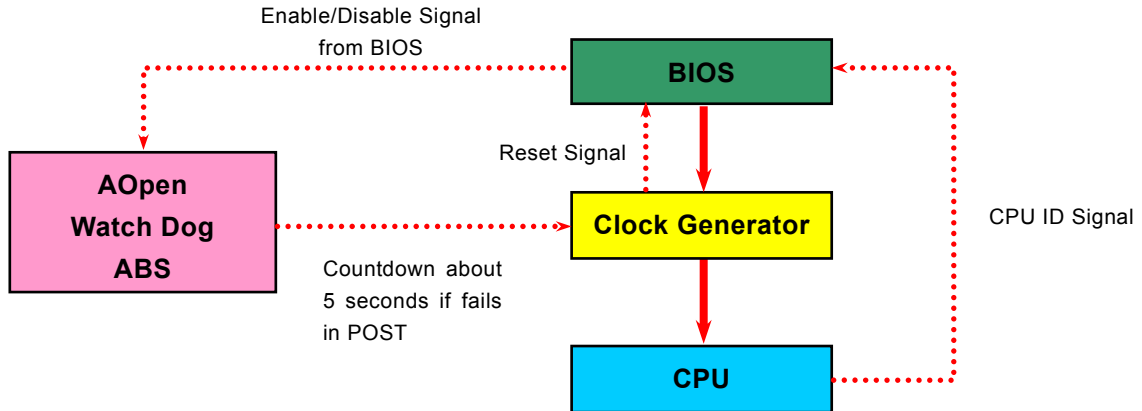 Enable/Disable Signal
from BIOS
BIOS
Reset Signal
AOpen
Watch Dog
ABS
Clock Generator
CPU ID Signal
Countdown about
5 seconds if fails
in POST
CPU